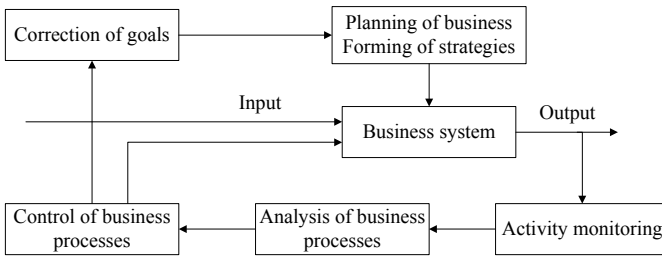 Correction of goals
Planning of business
Forming of strategies
Input
Business system
Output
Control of business
processes
Analysis of business
processes
Activity monitoring